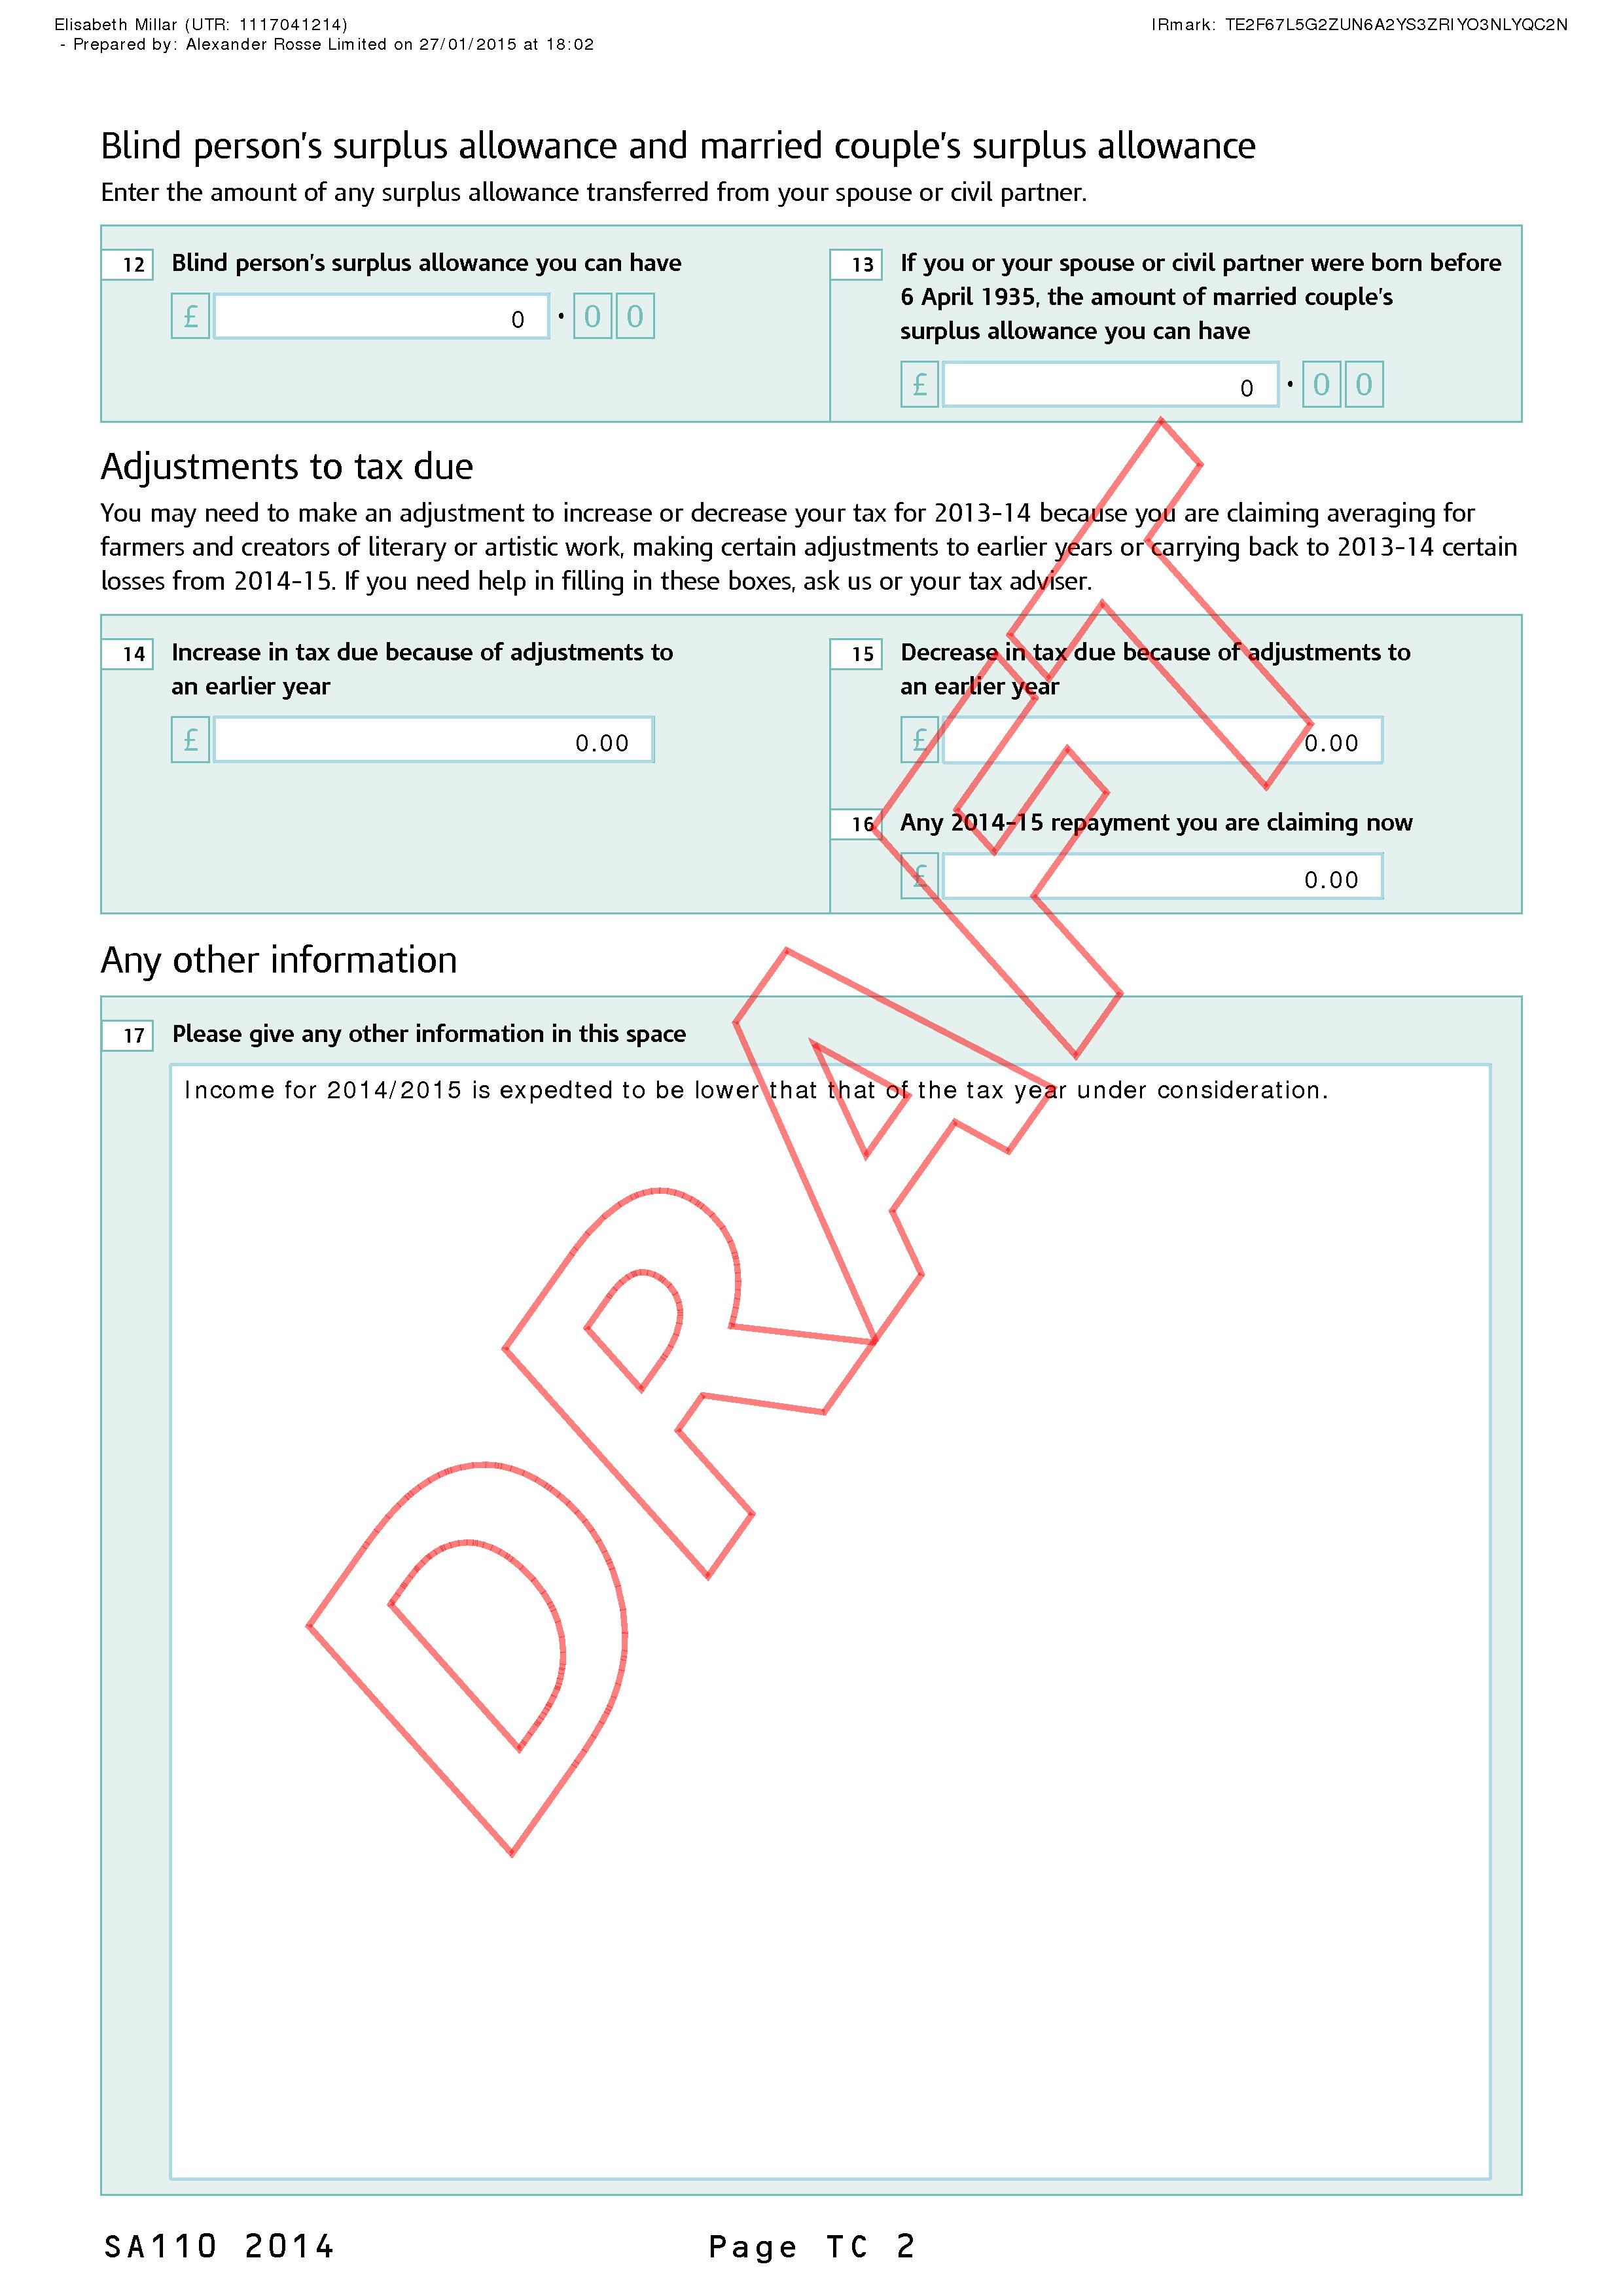 Elisabeth Millar (UTR: 1117041214)
- Prepared by: Alexander Rosse Limited on 27/01/2015 at 18:02
IRmark: TE2F67L5G2ZUN6A2YS3ZRIYO3NLYQC2N
Blind person's surplus allowance and married couple's surplus allowance
Enter the amount of any surplus allowance transferred from your spouse or civil partner.
12 Blind person's surplus allowance you can have
£ 0 . 0 0
13 If you or your spouse or civil partner were born before
6 April 1935, the amount of married couple's
surplus allowance you can have
£ 0 . 0 0
Adjustments to tax due
You may need to make an adjustment to increase or decrease your tax for 2013–14 because you are claiming averaging for
farmers and creators of literary or artistic work, making certain adjustments to earlier years or carrying back to 2013–14 certain
losses from 2014–15. If you need help in filling in these boxes, ask us or your tax adviser.
14 Increase in tax due because of adjustments to
an earlier year
£ 0.00
15 Decrease in tax due because of adjustments to
an earlier year
£ 0.00
16 Any 2014–15 repayment you are claiming now
£ 0.00
Any other information
17 Please give any other information in this space
Income for 2014/2015 is expedted to be lower that that of the tax year under consideration.
DRAFT
SA110 2014
Page TC 2